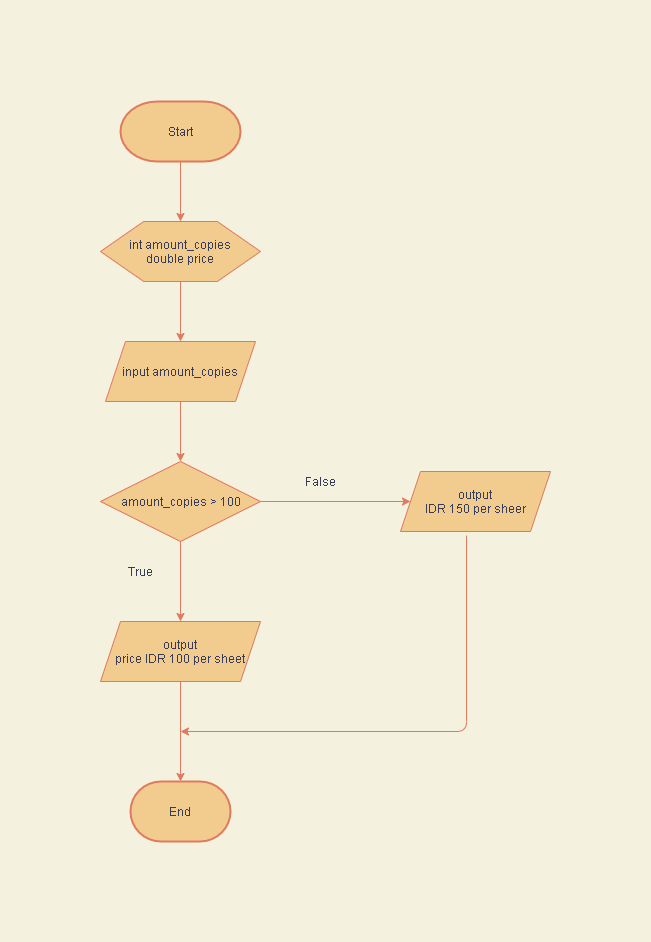 Start
int amount_copies
double price
input amount_copies
amount_copies > 100
False
output
IDR 150 per sheer
True
output
price IDR 100 per sheet
End